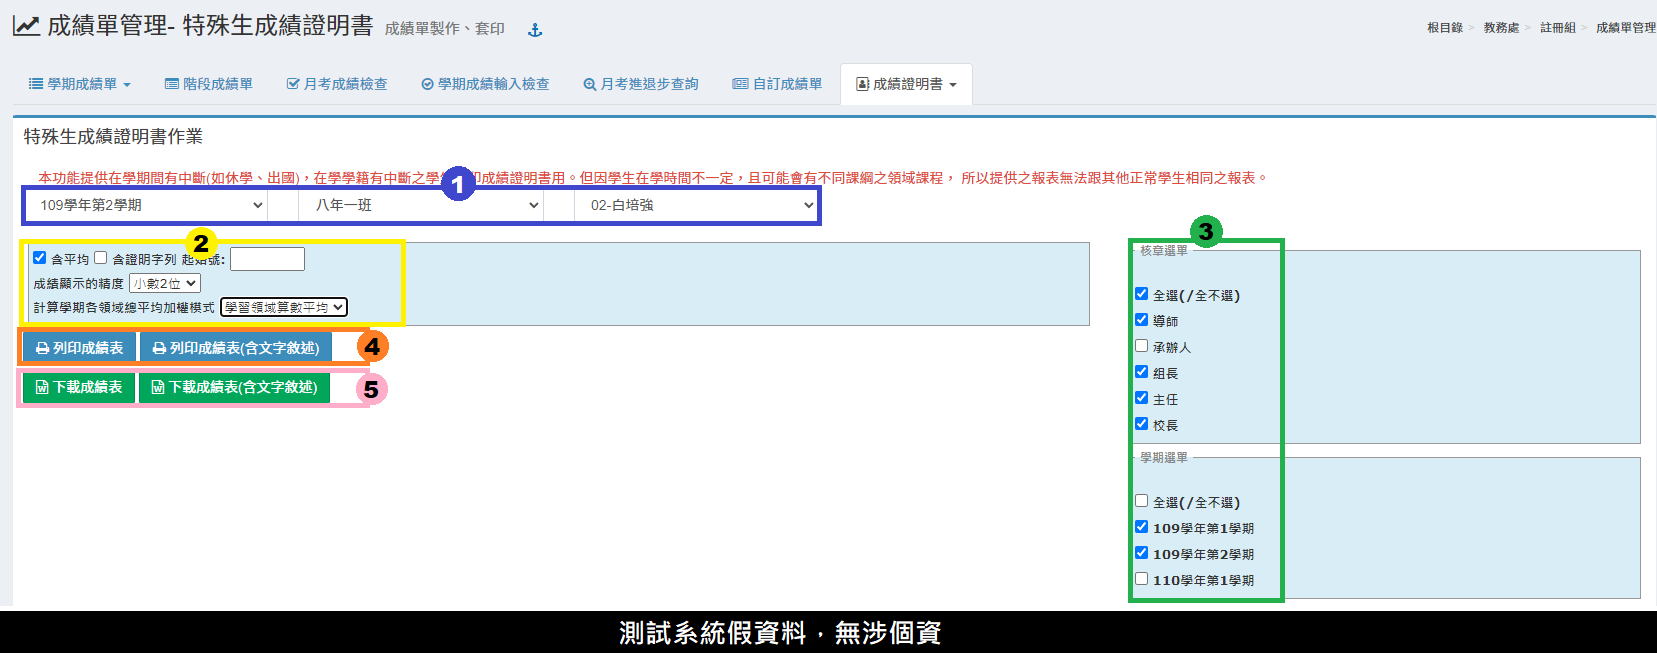 成績單管理- 特殊生成績證明書 成績單製作、套印
根目錄 > 教務處 > 註冊組 > 成績單管理
學期成績單 階段成績單 月考成績檢查 學期成績輸入檢查 月考進退步查詢 自訂成績單 成績證明書
特殊生成績證明書作業
本功能提供在學期間有中斷(如休學、出國)，在學學籍有中斷之學 印成績證明書用。但因學生在學時間不一定，且可能會有不同課綱之領域課程， 所以提供之報表無法跟其他正常學生相同之報表。
1
109學年第2學期 八年一班 02-白培強
2
含平均 含證明字列 起始號:
成績顯示的精度 小數2位
計算學期各領域總平均加權模式 學習領域算數平均
列印成績表 列印成績表(含文字敘述) 4
下載成績表 下載成績表(含文字敘述) 5
3
核章選單
全選(/全不選)
導師
承辦人
組長
主任
校長
學期選單
全選(/全不選)
109學年第1學期
109學年第2學期
110學年第1學期
測試系統假資料，無涉個資